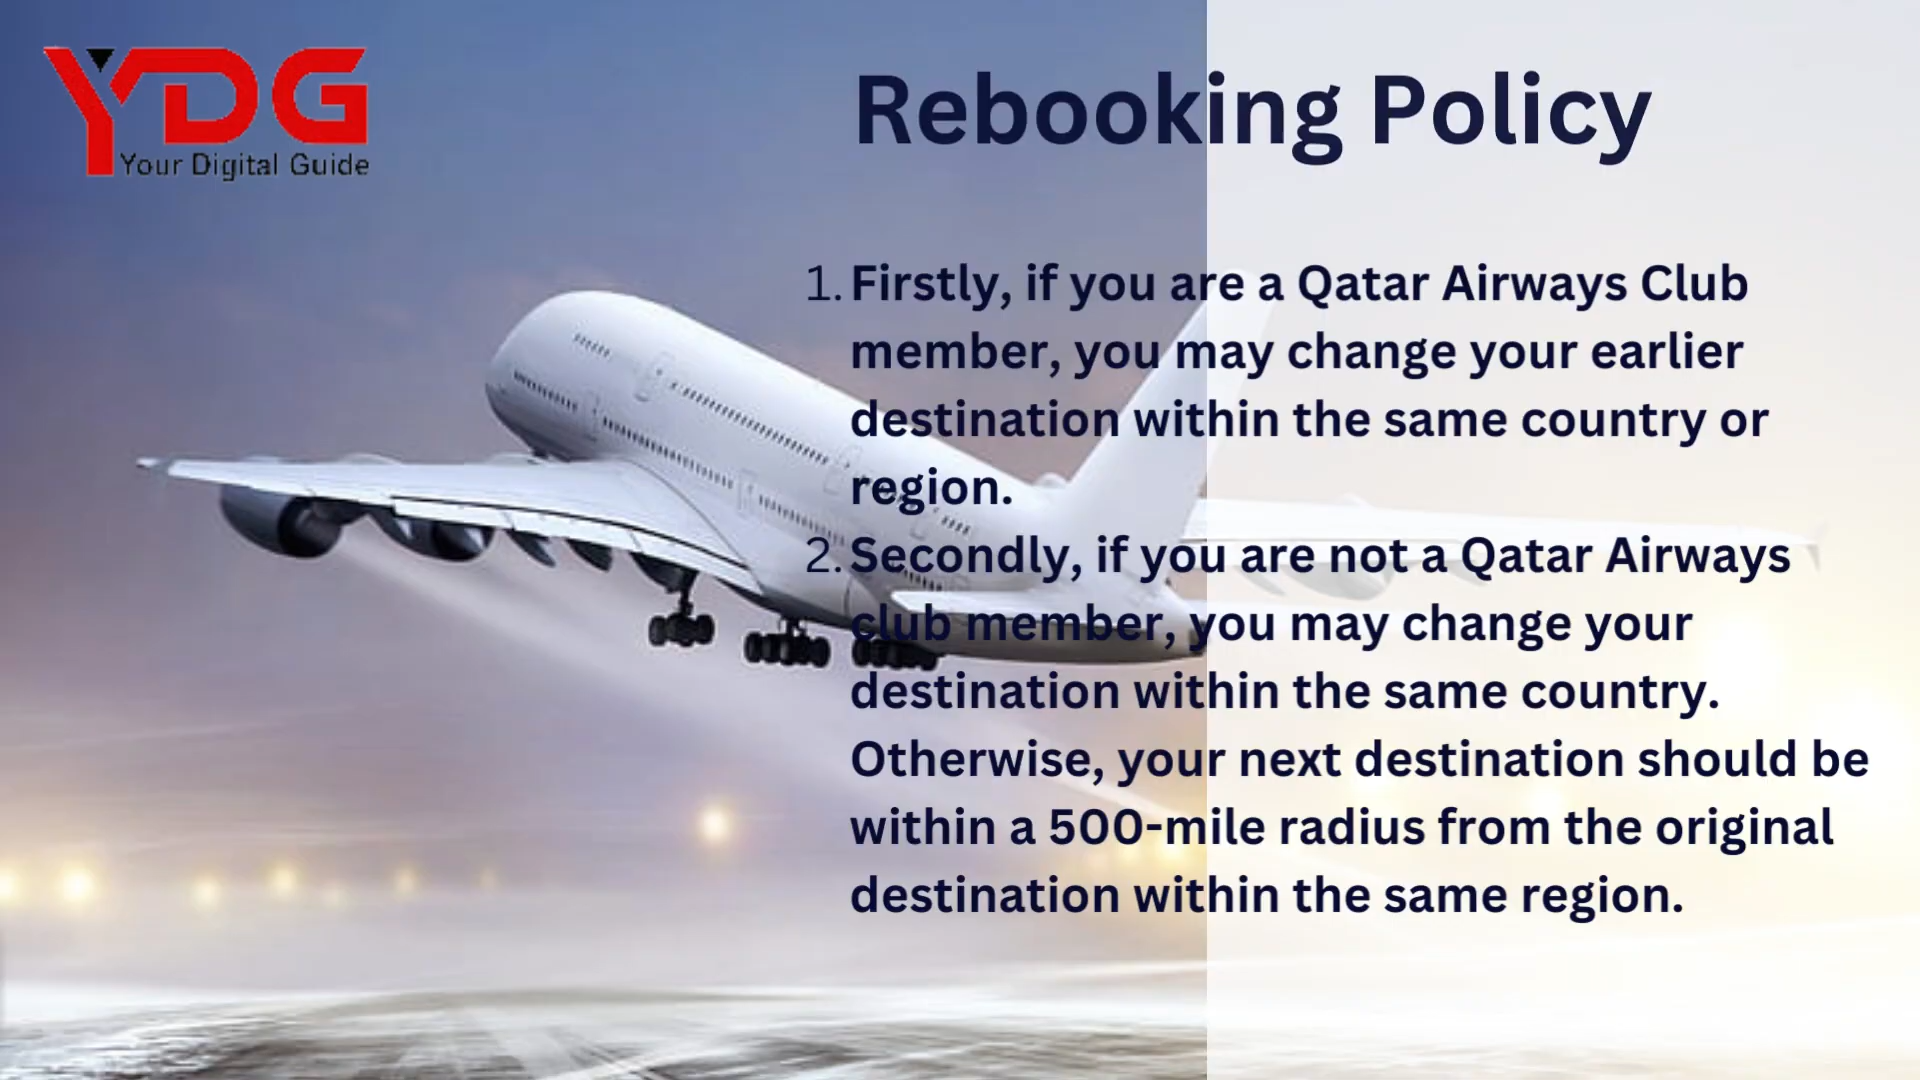 YDG
Your Digital Guide
Rebooking Policy
1. Firstly, if you are a Qatar Airways Club
member, you may change your earlier
destination within the same country or
region.
2. Secondly, if you are not a Qatar Airways
club member, you may change your
destination within the same country.
Otherwise, your next destination should be
within a 500-mile radius from the original
destination within the same region.